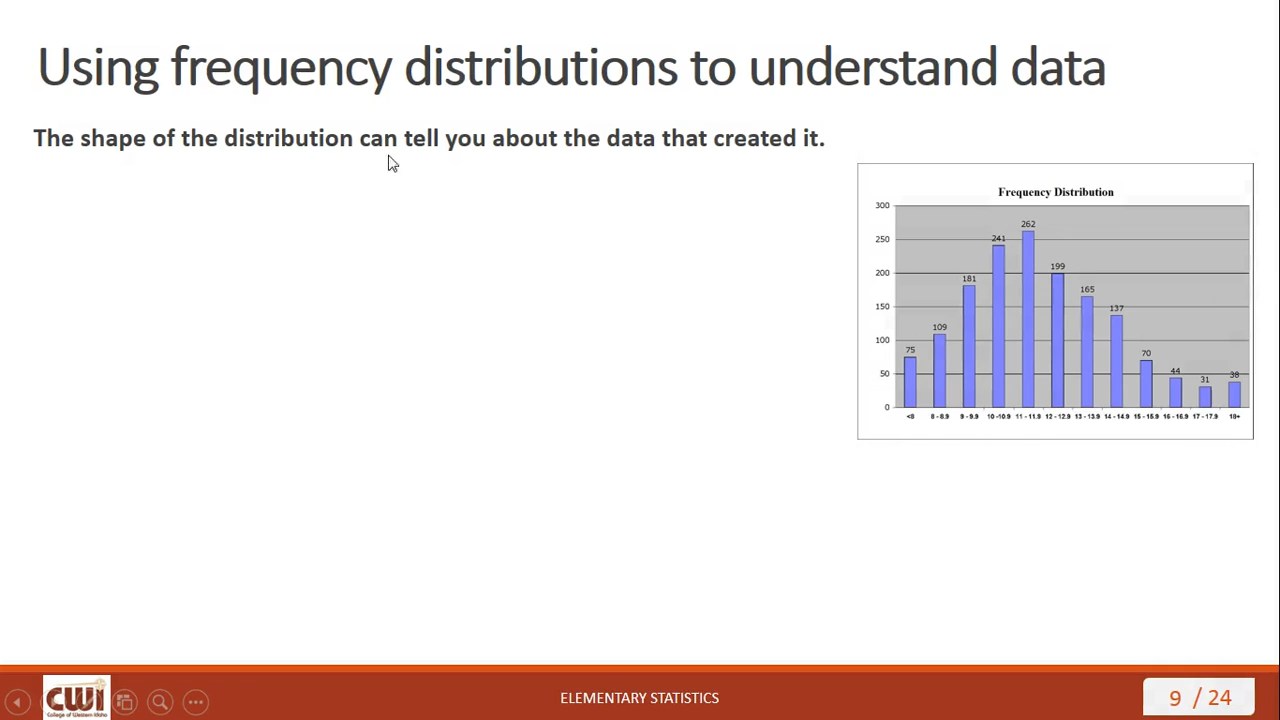 Using frequency distributions to understand data
The shape of the distribution can tell you about the data that created it.
Frequency Distribution
300
250
200
150
100
50
0
75
109
181
241
262
199
165
137
70
44
31
38
<8
8 - 8.9
9 - 9.9
10 -10.9
11 - 11.9
12 - 12.9
13 - 13.9
14 - 14.9
15 - 15.9
16 - 16.9
17 - 17.9
18+
CWI
College of Western Idaho
ELEMENTARY STATISTICS
9 / 24